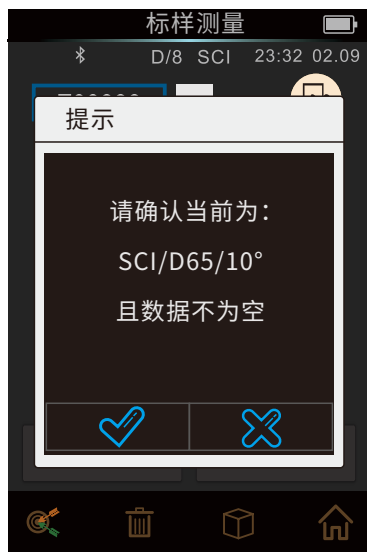 标样测量
D/8 SCI 23:32 02.09
提示
请确认当前为：
SCI/D65/10°
且数据不为空